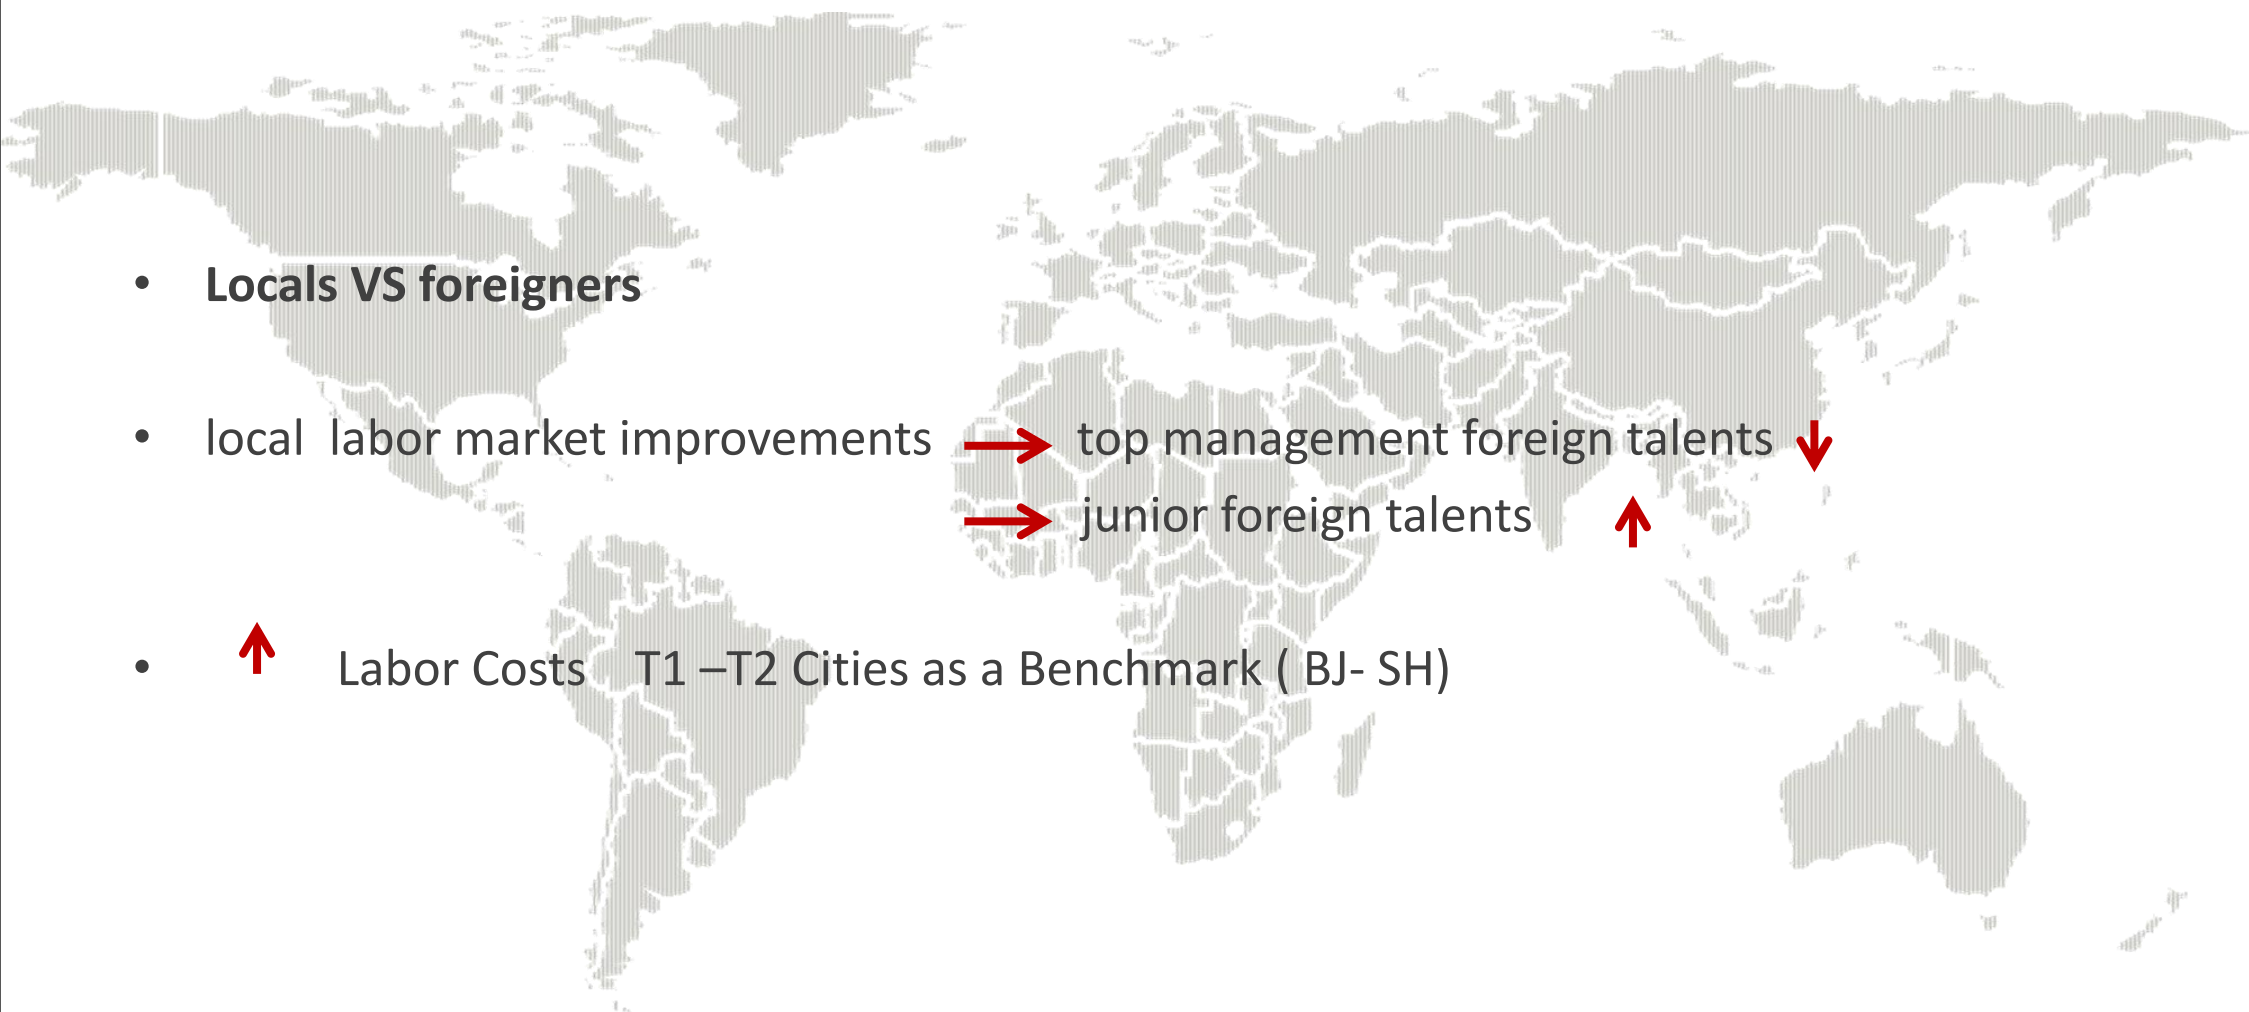 • Locals VS foreigners
• local labor market improvements → top management foreign talents ↓
→ junior foreign talents ↑
• ↑ Labor Costs T1 –T2 Cities as a Benchmark ( BJ- SH)